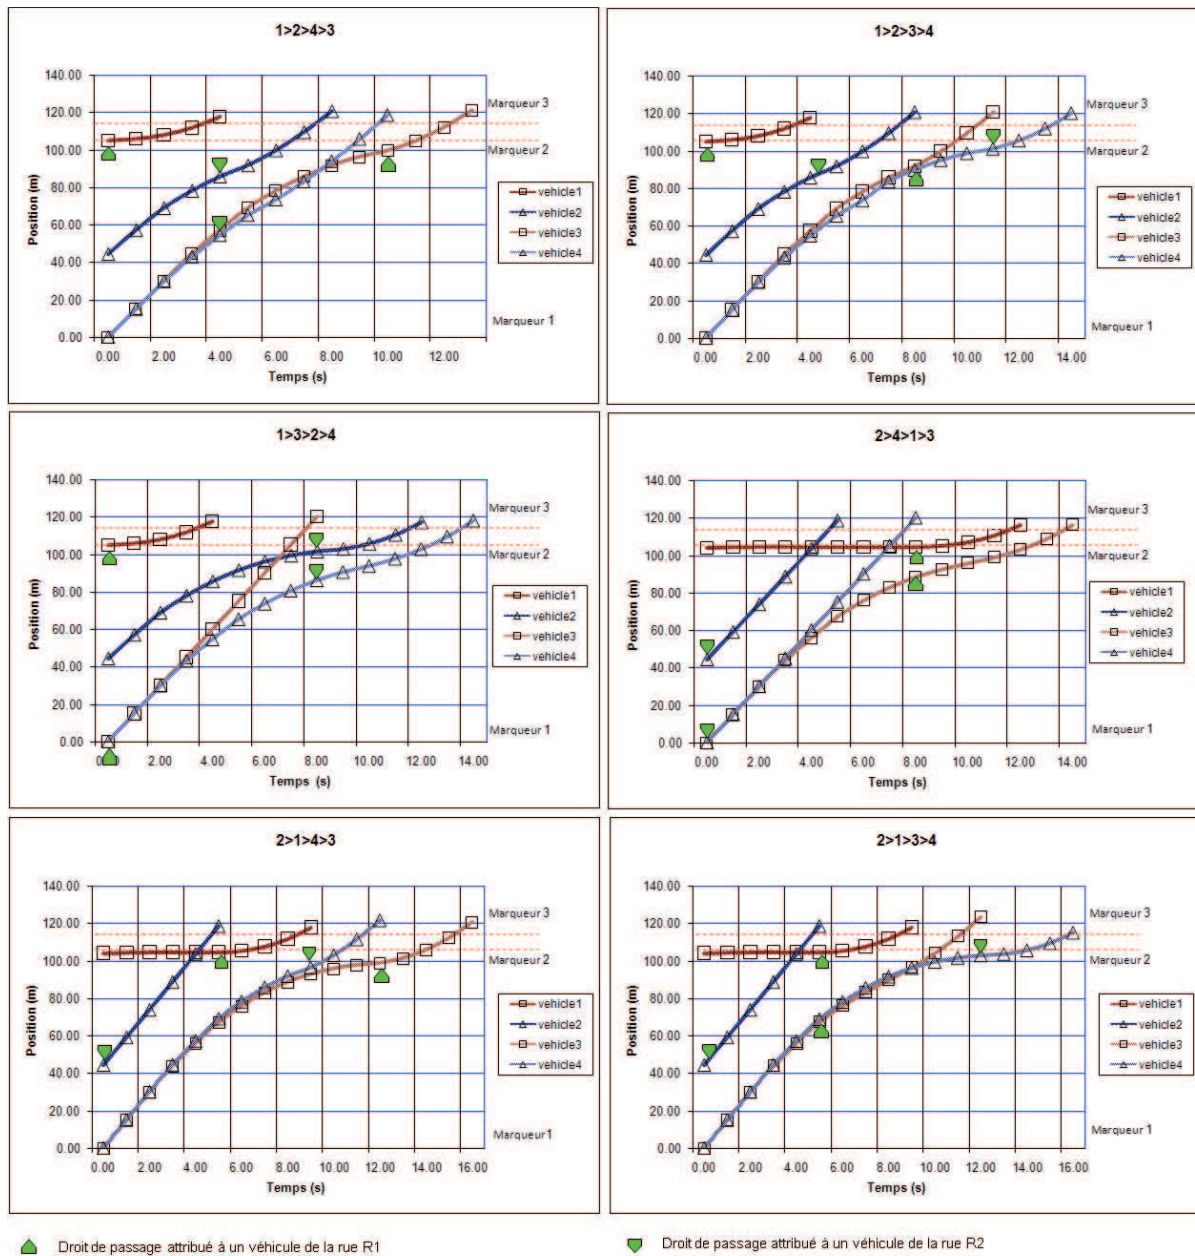 1>2>4>3
140.00
120.00
100.00
80.00
60.00
40.00
20.00
0.00
Position (m)
0.00 2.00 4.00 6.00 8.00 10.00 12.00
Temps (s)
Marqueur 3
Marqueur 2
Marqueur 1
vehicle1
vehicle2
vehicle3
vehicle4
1>2>3>4
140.00
120.00
100.00
80.00
60.00
40.00
20.00
0.00
Position (m)
0.00 2.00 4.00 6.00 8.00 10.00 12.00 14.00
Temps (s)
Marqueur 3
Marqueur 2
Marqueur 1
vehicle1
vehicle2
vehicle3
vehicle4
1>3>2>4
140.00
120.00
100.00
80.00
60.00
40.00
20.00
0.00
Position (m)
0.00 2.00 4.00 6.00 8.00 10.00 12.00 14.00
Temps (s)
Marqueur 3
Marqueur 2
Marqueur 1
vehicle1
vehicle2
vehicle3
vehicle4
2>4>1>3
140.00
120.00
100.00
80.00
60.00
40.00
20.00
0.00
Position (m)
0.00 2.00 4.00 6.00 8.00 10.00 12.00 14.00
Temps (s)
Marqueur 3
Marqueur 2
Marqueur 1
vehicle1
vehicle2
vehicle3
vehicle4
2>1>4>3
140.00
120.00
100.00
80.00
60.00
40.00
20.00
0.00
Position (m)
0.00 2.00 4.00 6.00 8.00 10.00 12.00 14.00 16.00
Temps (s)
Marqueur 3
Marqueur 2
Marqueur 1
vehicle1
vehicle2
vehicle3
vehicle4
2>1>3>4
140.00
120.00
100.00
80.00
60.00
40.00
20.00
0.00
Position (m)
0.00 2.00 4.00 6.00 8.00 10.00 12.00 14.00 16.00
Temps (s)
Marqueur 3
Marqueur 2
Marqueur 1
vehicle1
vehicle2
vehicle3
vehicle4
Droit de passage attribué à un véhicule de la rue R1
Droit de passage attribué à un véhicule de la rue R2